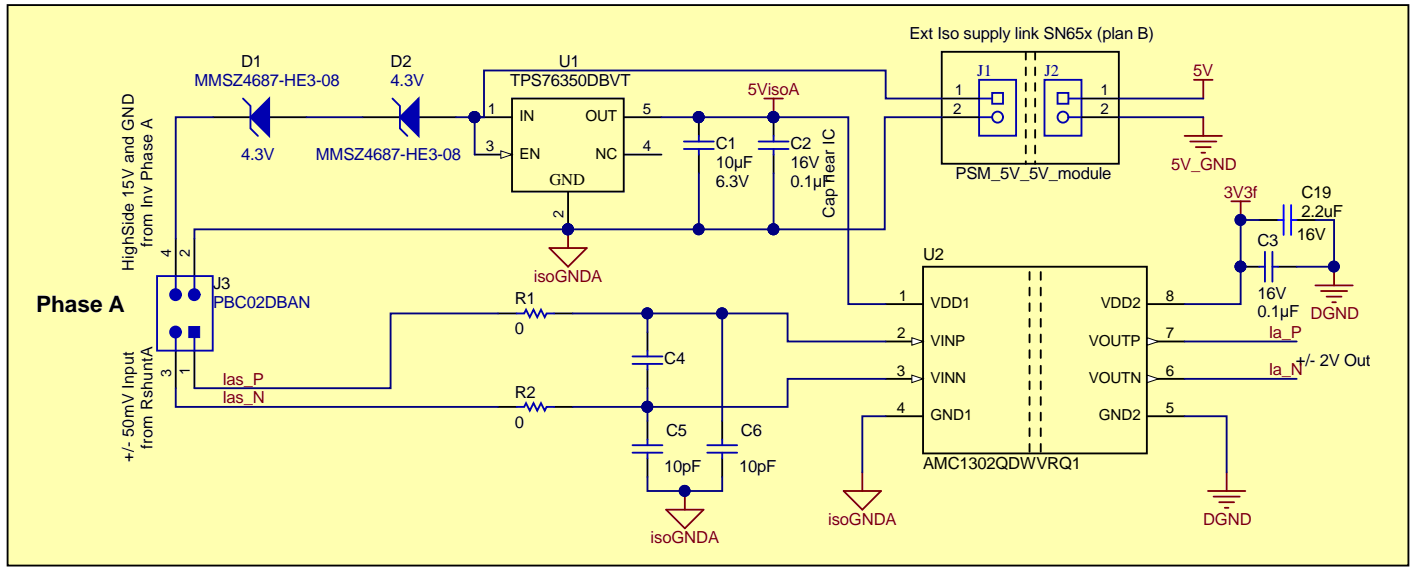 Ext Iso supply link SN65x (plan B)
D1
MMSZ4687-HE3-08
4.3V
D2
4.3V
MMSZ4687-HE3-08
U1
TPS76350DBVT
1
IN
OUT
5
3
EN
NC
4
GND
2
isoGNDA
5VisoA
C1
10µF
6.3V
C2
16V
0.1µF
Cap near IC
J1
J2
1
2
1
2
5V
5V_GND
PSM_5V_5V_module
HighSide 15V and GND
from Inv Phase A
4
2
J3
PBC02DBAN
Phase A
3
1
+/- 50mV Input
from RshuntA
Ias_P
Ias_N
R1
0
R2
0
C4
C5
10pF
C6
10pF
isoGNDA
U2
1
VDD1
VDD2
8
2
VINP
VOUTP
7
3
VINN
VOUTN
6
4
GND1
GND2
5
AMC1302QDWVRQ1
isoGNDA
DGND
3V3f
C19
2.2uF
16V
C3
16V
0.1µF
DGND
Ia_P
Ia_N
+/- 2V Out